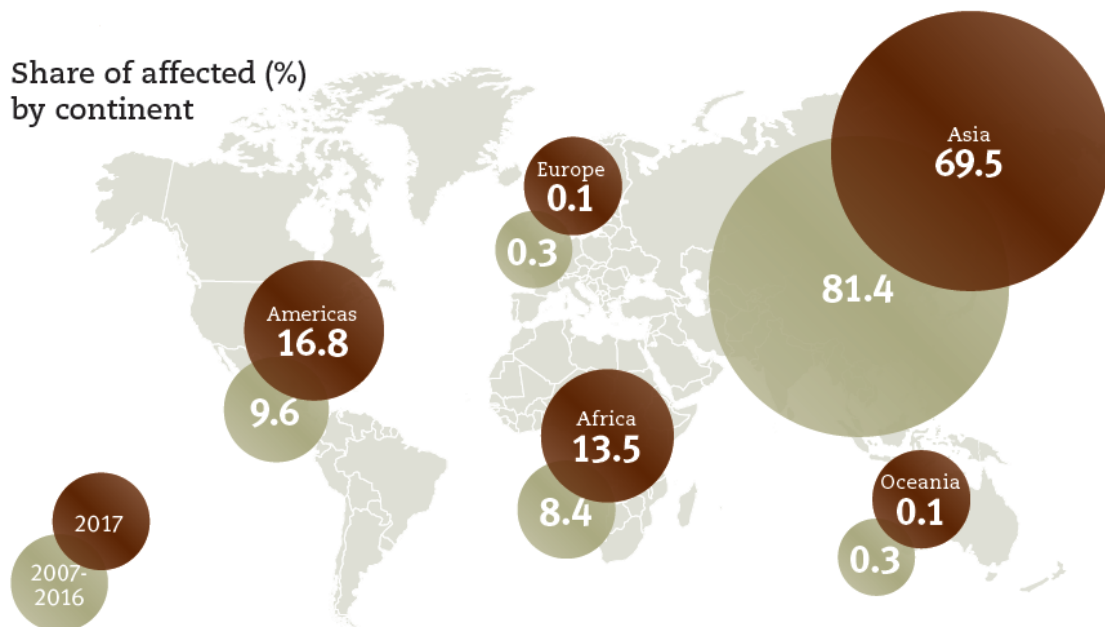 Share of affected (%)
by continent
Asia
69.5
81.4
Europe
0.1
0.3
Americas
16.8
9.6
Africa
13.5
8.4
Oceania
0.1
0.3
2017
2007-
2016